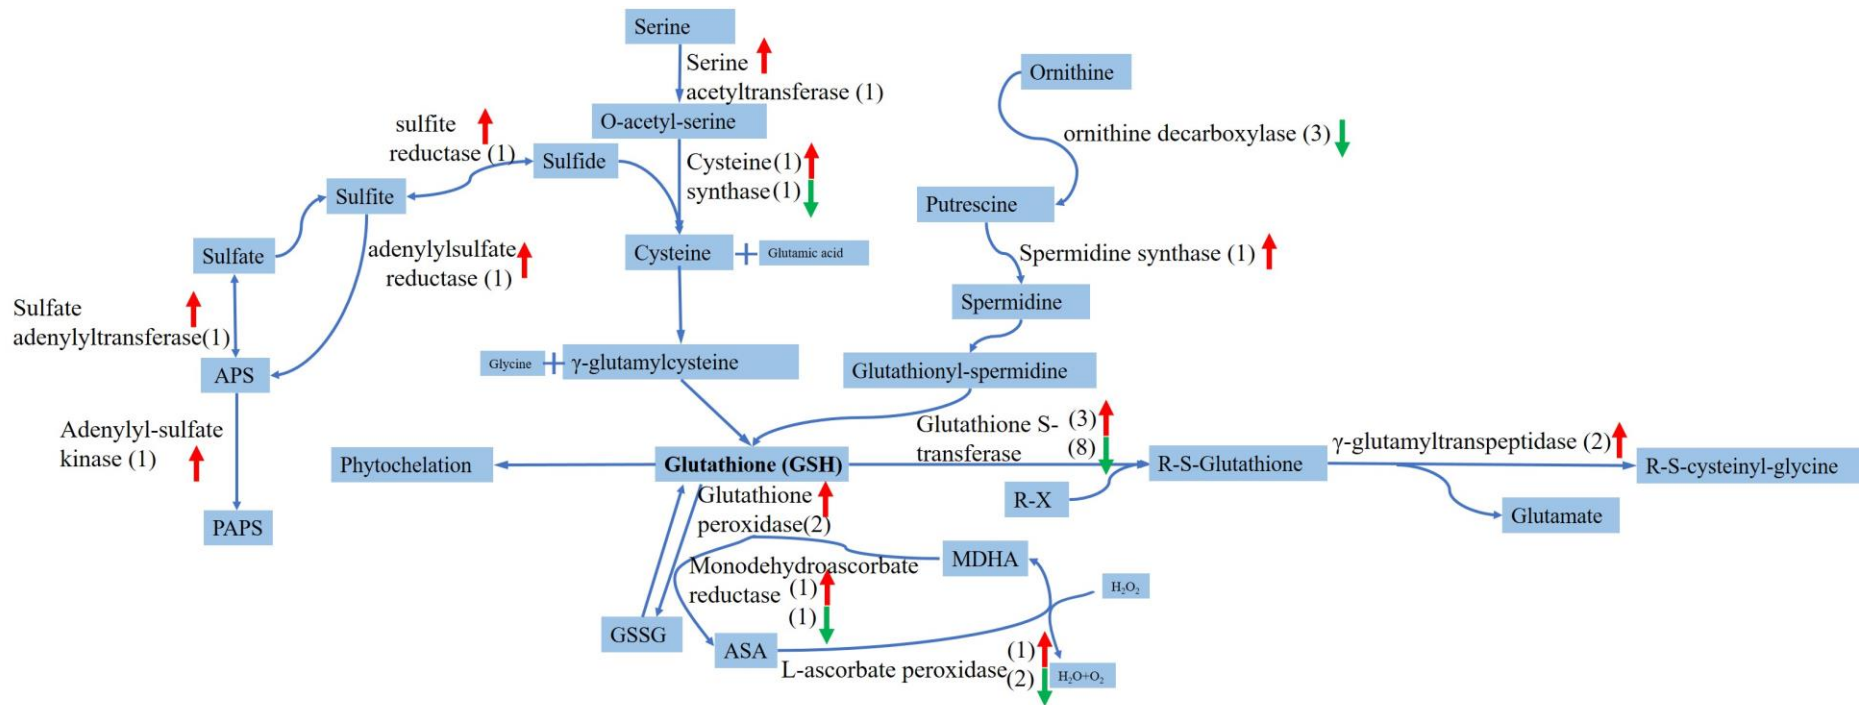 Serine
Serine
acetyltransferase (1)
Ornithine
O-acetyl-serine
sulfite
reductase (1)
Sulfide
Cysteine(1)
synthase(1)
ornithine decarboxylase (3)
Sulfite
Putrescine
Sulfate
adenylylsulfate
reductase (1)
Cysteine
+
Glutamic acid
Spermidine synthase (1)
Sulfate
adenylyltransferase(1)
Spermidine
APS
Glycine
+
γ-glutamylcysteine
Glutathionyl-spermidine
Adenylyl-sulfate
kinase (1)
Glutathione S-
transferase
(3)
(8)
γ-glutamyltranspeptidase (2)
Phytochelation
Glutathione (GSH)
R-S-Glutathione
R-S-cysteinyl-glycine
R-X
Glutathione
peroxidase(2)
PAPS
Glutamate
Monodehydroascorbate
reductase (1)
(1)
MDHA
H₂O₂
GSSG
ASA
L-ascorbate peroxidase
(1)
(2)
H₂O+O₂